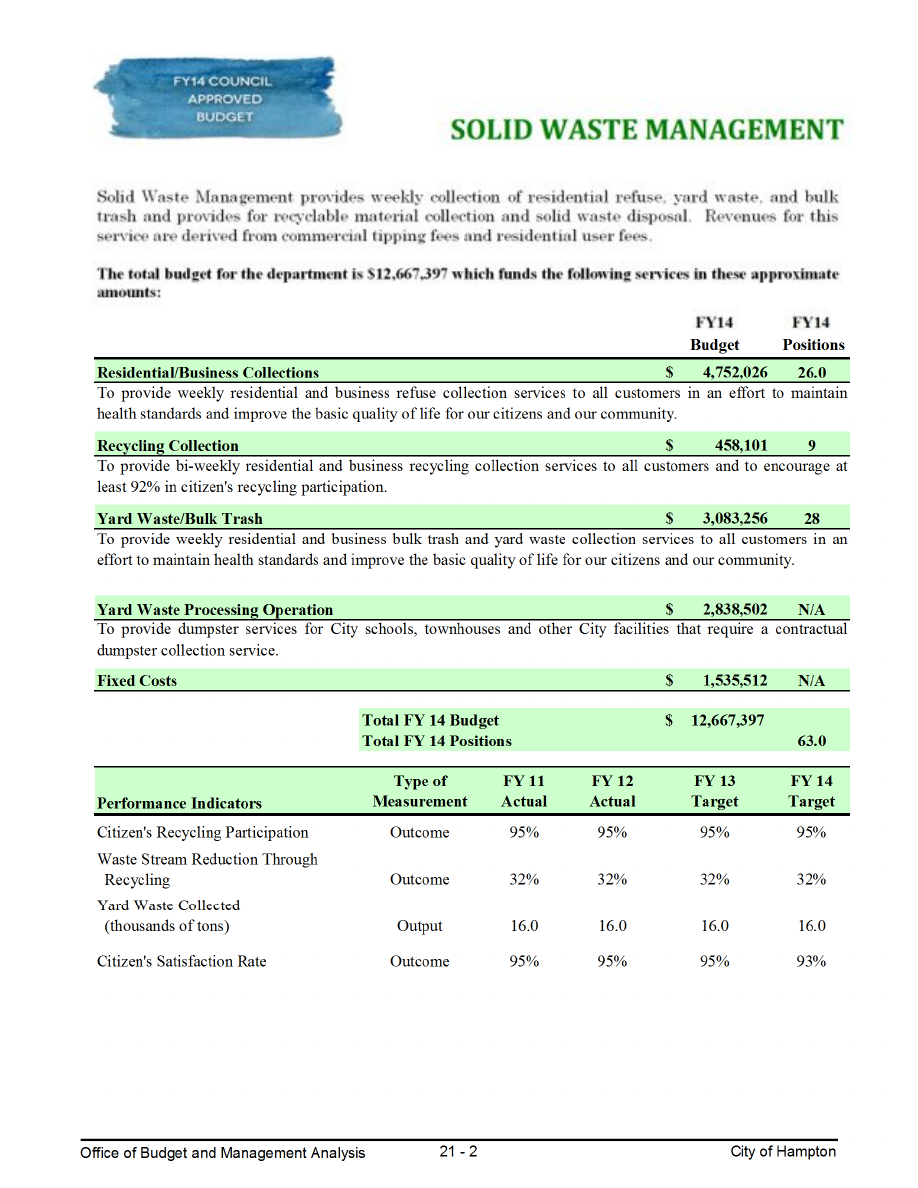 FY14 COUNCIL
APPROVED
BUDGET
SOLID WASTE MANAGEMENT
Solid Waste Management provides weekly collection of residential refuse, yard waste, and bulk
trash and provides for recyclable material collection and solid waste disposal. Revenues for this
service are derived from commercial tipping fees and residential user fees.
The total budget for the department is $12,667,397 which funds the following services in these approximate
amounts:
FY14 FY14
Budget Positions
Residential/Business Collections $ 4,752,026 26.0
To provide weekly residential and business refuse collection services to all customers in an effort to maintain
health standards and improve the basic quality of life for our citizens and our community.
Recycling Collection $ 458,101 9
To provide bi-weekly residential and business recycling collection services to all customers and to encourage at
least 92% in citizen's recycling participation.
Yard Waste/Bulk Trash $ 3,083,256 28
To provide weekly residential and business bulk trash and yard waste collection services to all customers in an
effort to maintain health standards and improve the basic quality of life for our citizens and our community.
Yard Waste Processing Operation $ 2,838,502 N/A
To provide dumpster services for City schools, townhouses and other City facilities that require a contractual
dumpster collection service.
Fixed Costs $ 1,535,512 N/A
Total FY 14 Budget $ 12,667,397
Total FY 14 Positions 63.0
Type of FY 11 FY 12 FY 13 FY 14
Performance Indicators Measurement Actual Actual Target Target
Citizen's Recycling Participation Outcome 95% 95% 95% 95%
Waste Stream Reduction Through
Recycling Outcome 32% 32% 32% 32%
Yard Waste Collected
(thousands of tons) Output 16.0 16.0 16.0 16.0
Citizen's Satisfaction Rate Outcome 95% 95% 95% 93%
Office of Budget and Management Analysis 21 - 2 City of Hampton